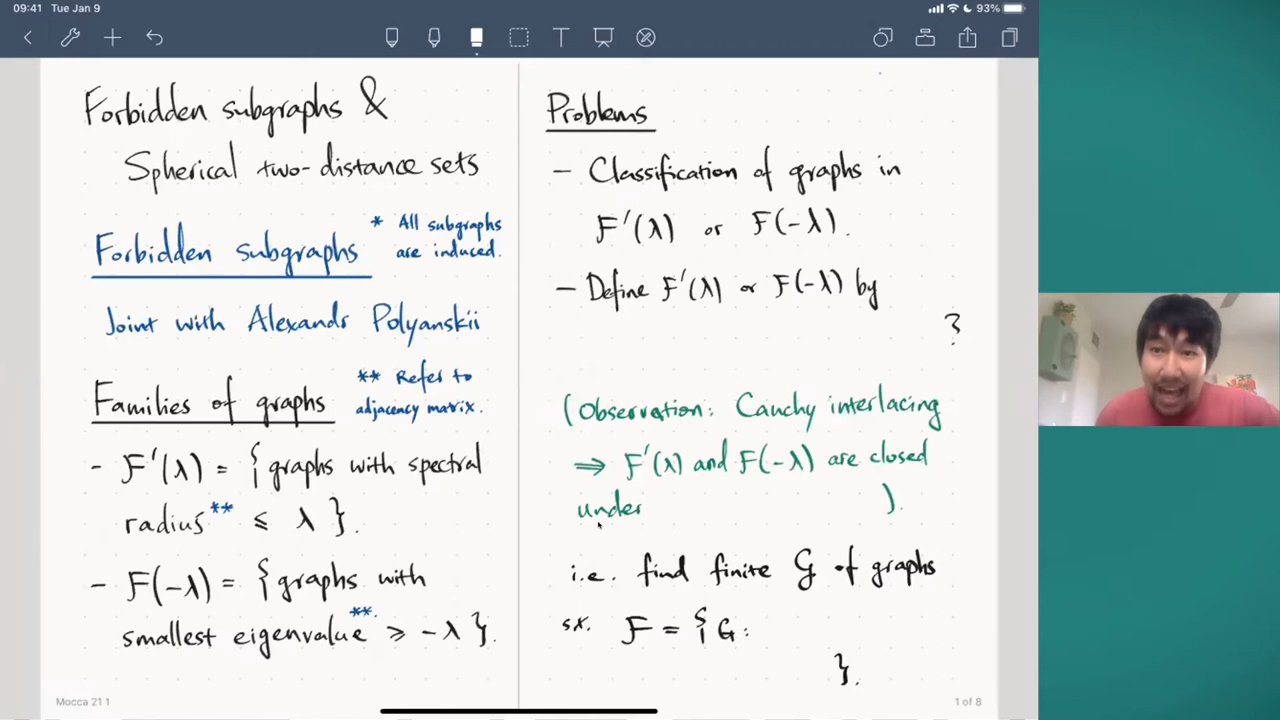 09:41 Tue Jan 9
93%
Forbidden subgraphs &
Spherical two-distance sets
* All subgraphs
are induced.
Forbidden subgraphs
Joint with Alexandr Polyanskii
** Refer to
adjacency matrix.
Families of graphs
- F'(λ) = { graphs with spectral
radius** ≤ λ }.
- F(-λ) = { graphs with
smallest eigenvalue** ≥ -λ }.
Mocca 21 1
Problems
- Classification of graphs in
F'(λ) or F(-λ).
- Define F'(λ) or F(-λ) by
?
(Observation: Cauchy interlacing
⇒ F'(λ) and F(-λ) are closed
under ).
i.e. find finite G of graphs
s.t. F = { G:
}.
1 of 8